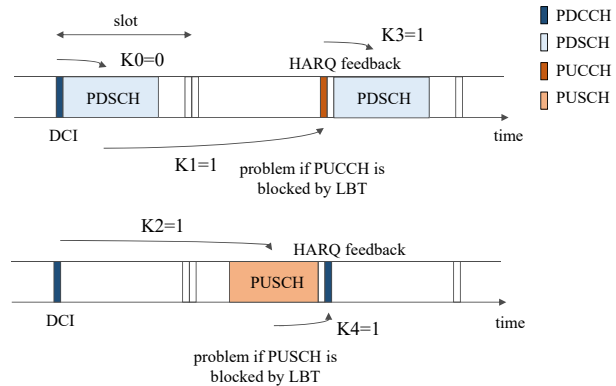 slot
K0=0
K3=1
HARQ feedback
PDSCH
PDSCH
DCI
time
K1=1
problem if PUCCH is
blocked by LBT
PDCCH
PDSCH
PUCCH
PUSCH
K2=1
HARQ feedback
PUSCH
DCI
time
K4=1
problem if PUSCH is
blocked by LBT